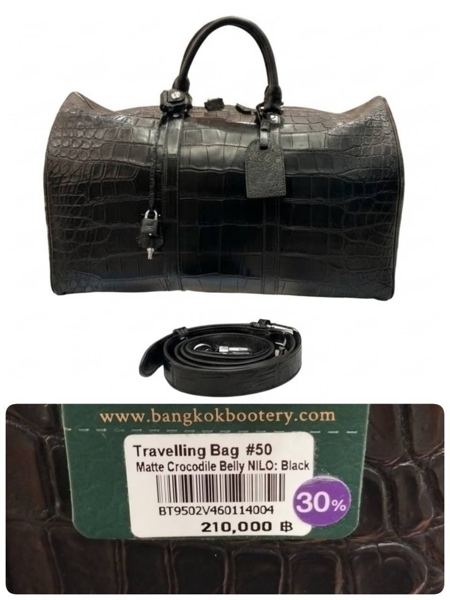 www.bangkokbootery.com
Travelling Bag #50
Matte Crocodile Belly NILO: Black
BT9502V460114004
30%
210,000 ฿